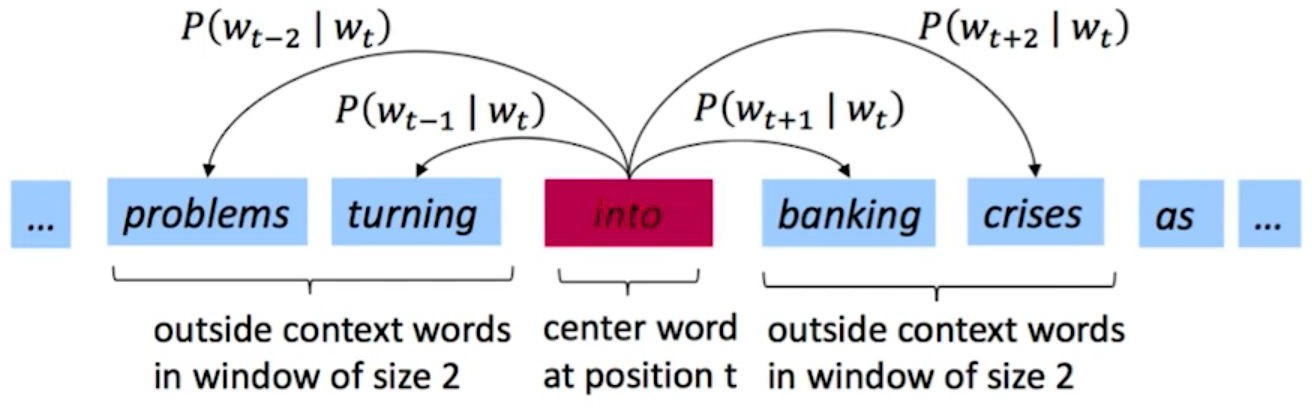 P(w_{t-2} | w_t) P(w_{t+2} | w_t)
P(w_{t-1} | w_t) P(w_{t+1} | w_t)
... problems turning into banking crises as ...
outside context words center word outside context words
in window of size 2 at position t in window of size 2